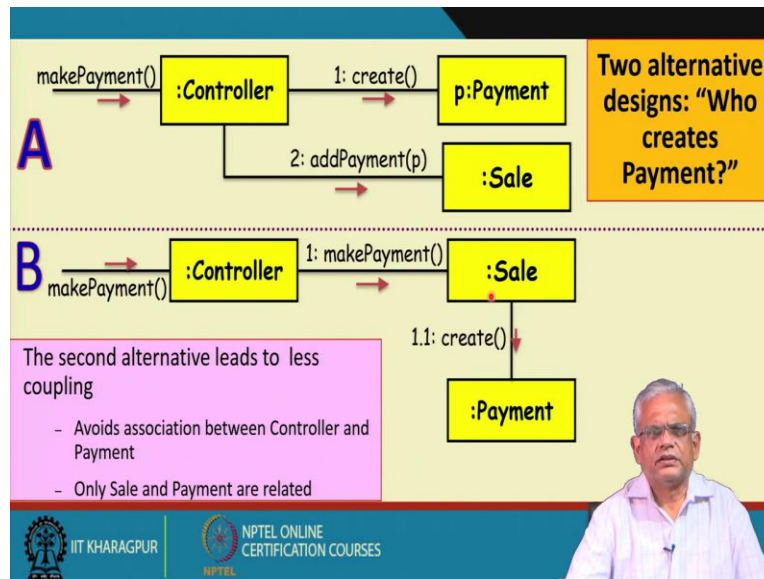 makePayment()
:Controller
1: create()
p:Payment
Two alternative
designs: "Who
creates
Payment?"
A
2: addPayment(p)
:Sale
B
makePayment()
:Controller
1: makePayment()
:Sale
1.1: create()
:Payment
The second alternative leads to less
coupling
– Avoids association between Controller and
Payment
– Only Sale and Payment are related
IIT KHARAGPUR
NPTEL
NPTEL ONLINE
CERTIFICATION COURSES